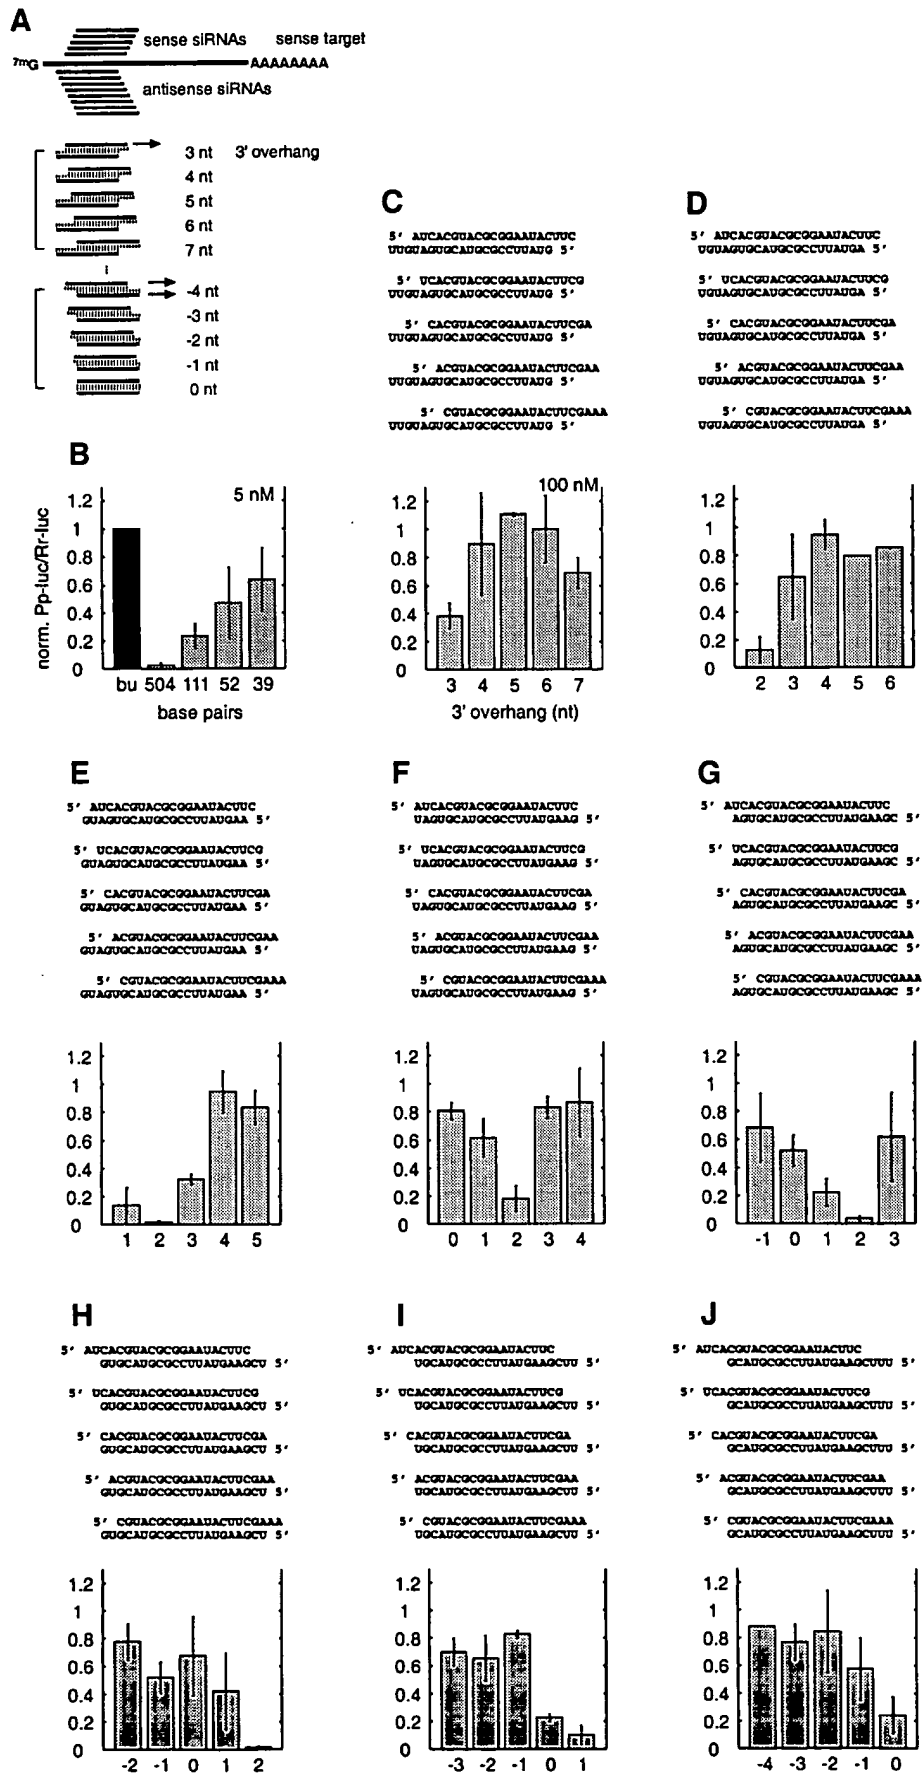 A
sense siRNAs
sense target
7mG
AAAAAAAA
antisense siRNAs
3 nt 3' overhang
4 nt
5 nt
6 nt
7 nt
-4 nt
-3 nt
-2 nt
-1 nt
0 nt
B
5 nM
norm. Pp-luc/Rr-luc
1.2
1
0.8
0.6
0.4
0.2
0
bu 504 111 52 39
base pairs
C
5' AUCACGUACGCGGAAUACUUC
UUGUAGUGCAUGCGCCUUAUG 5'
5' UCACGUACGCGGAAUACUUCG
UUGUAGUGCAUGCGCCUUAUG 5'
5' CACGUACGCGGAAUACUUCGA
UUGUAGUGCAUGCGCCUUAUG 5'
5' ACGUACGCGGAAUACUUCGAA
UUGUAGUGCAUGCGCCUUAUG 5'
5' CGUACGCGGAAUACUUCGAAA
UUGUAGUGCAUGCGCCUUAUG 5'
100 nM
1.2
1
0.8
0.6
0.4
0.2
0
3 4 5 6 7
3' overhang (nt)
D
5' AUCACGUACGCGGAAUACUUC
UGUAGUGCAUGCGCCUUAUGA 5'
5' UCACGUACGCGGAAUACUUCG
UGUAGUGCAUGCGCCUUAUGA 5'
5' CACGUACGCGGAAUACUUCGA
UGUAGUGCAUGCGCCUUAUGA 5'
5' ACGUACGCGGAAUACUUCGAA
UGUAGUGCAUGCGCCUUAUGA 5'
5' CGUACGCGGAAUACUUCGAAA
UGUAGUGCAUGCGCCUUAUGA 5'
1.2
1
0.8
0.6
0.4
0.2
0
2 3 4 5 6
E
5' AUCACGUACGCGGAAUACUUC
GUAGUGCAUGCGCCUUAUGAA 5'
5' UCACGUACGCGGAAUACUUCG
GUAGUGCAUGCGCCUUAUGAA 5'
5' CACGUACGCGGAAUACUUCGA
GUAGUGCAUGCGCCUUAUGAA 5'
5' ACGUACGCGGAAUACUUCGAA
GUAGUGCAUGCGCCUUAUGAA 5'
5' CGUACGCGGAAUACUUCGAAA
GUAGUGCAUGCGCCUUAUGAA 5'
1.2
1
0.8
0.6
0.4
0.2
0
1 2 3 4 5
F
5' AUCACGUACGCGGAAUACUUC
UAGUGCAUGCGCCUUAUGAAG 5'
5' UCACGUACGCGGAAUACUUCG
UAGUGCAUGCGCCUUAUGAAG 5'
5' CACGUACGCGGAAUACUUCGA
UAGUGCAUGCGCCUUAUGAAG 5'
5' ACGUACGCGGAAUACUUCGAA
UAGUGCAUGCGCCUUAUGAAG 5'
5' CGUACGCGGAAUACUUCGAAA
UAGUGCAUGCGCCUUAUGAAG 5'
1.2
1
0.8
0.6
0.4
0.2
0
0 1 2 3 4
G
5' AUCACGUACGCGGAAUACUUC
AGUGCAUGCGCCUUAUGAAGC 5'
5' UCACGUACGCGGAAUACUUCG
AGUGCAUGCGCCUUAUGAAGC 5'
5' CACGUACGCGGAAUACUUCGA
AGUGCAUGCGCCUUAUGAAGC 5'
5' ACGUACGCGGAAUACUUCGAA
AGUGCAUGCGCCUUAUGAAGC 5'
5' CGUACGCGGAAUACUUCGAAA
AGUGCAUGCGCCUUAUGAAGC 5'
1.2
1
0.8
0.6
0.4
0.2
0
-1 0 1 2 3
H
5' AUCACGUACGCGGAAUACUUC
GUGCAUGCGCCUUAUGAAGCU 5'
5' UCACGUACGCGGAAUACUUCG
GUGCAUGCGCCUUAUGAAGCU 5'
5' CACGUACGCGGAAUACUUCGA
GUGCAUGCGCCUUAUGAAGCU 5'
5' ACGUACGCGGAAUACUUCGAA
GUGCAUGCGCCUUAUGAAGCU 5'
5' CGUACGCGGAAUACUUCGAAA
GUGCAUGCGCCUUAUGAAGCU 5'
1.2
1
0.8
0.6
0.4
0.2
0
-2 -1 0 1 2
I
5' AUCACGUACGCGGAAUACUUC
UGCAUGCGCCUUAUGAAGCUU 5'
5' UCACGUACGCGGAAUACUUCG
UGCAUGCGCCUUAUGAAGCUU 5'
5' CACGUACGCGGAAUACUUCGA
UGCAUGCGCCUUAUGAAGCUU 5'
5' ACGUACGCGGAAUACUUCGAA
UGCAUGCGCCUUAUGAAGCUU 5'
5' CGUACGCGGAAUACUUCGAAA
UGCAUGCGCCUUAUGAAGCUU 5'
1.2
1
0.8
0.6
0.4
0.2
0
-3 -2 -1 0 1
J
5' AUCACGUACGCGGAAUACUUC
GCAUGCGCCUUAUGAAGCUUU 5'
5' UCACGUACGCGGAAUACUUCG
GCAUGCGCCUUAUGAAGCUUU 5'
5' CACGUACGCGGAAUACUUCGA
GCAUGCGCCUUAUGAAGCUUU 5'
5' ACGUACGCGGAAUACUUCGAA
GCAUGCGCCUUAUGAAGCUUU 5'
5' CGUACGCGGAAUACUUCGAAA
GCAUGCGCCUUAUGAAGCUUU 5'
1.2
1
0.8
0.6
0.4
0.2
0
-4 -3 -2 -1 0